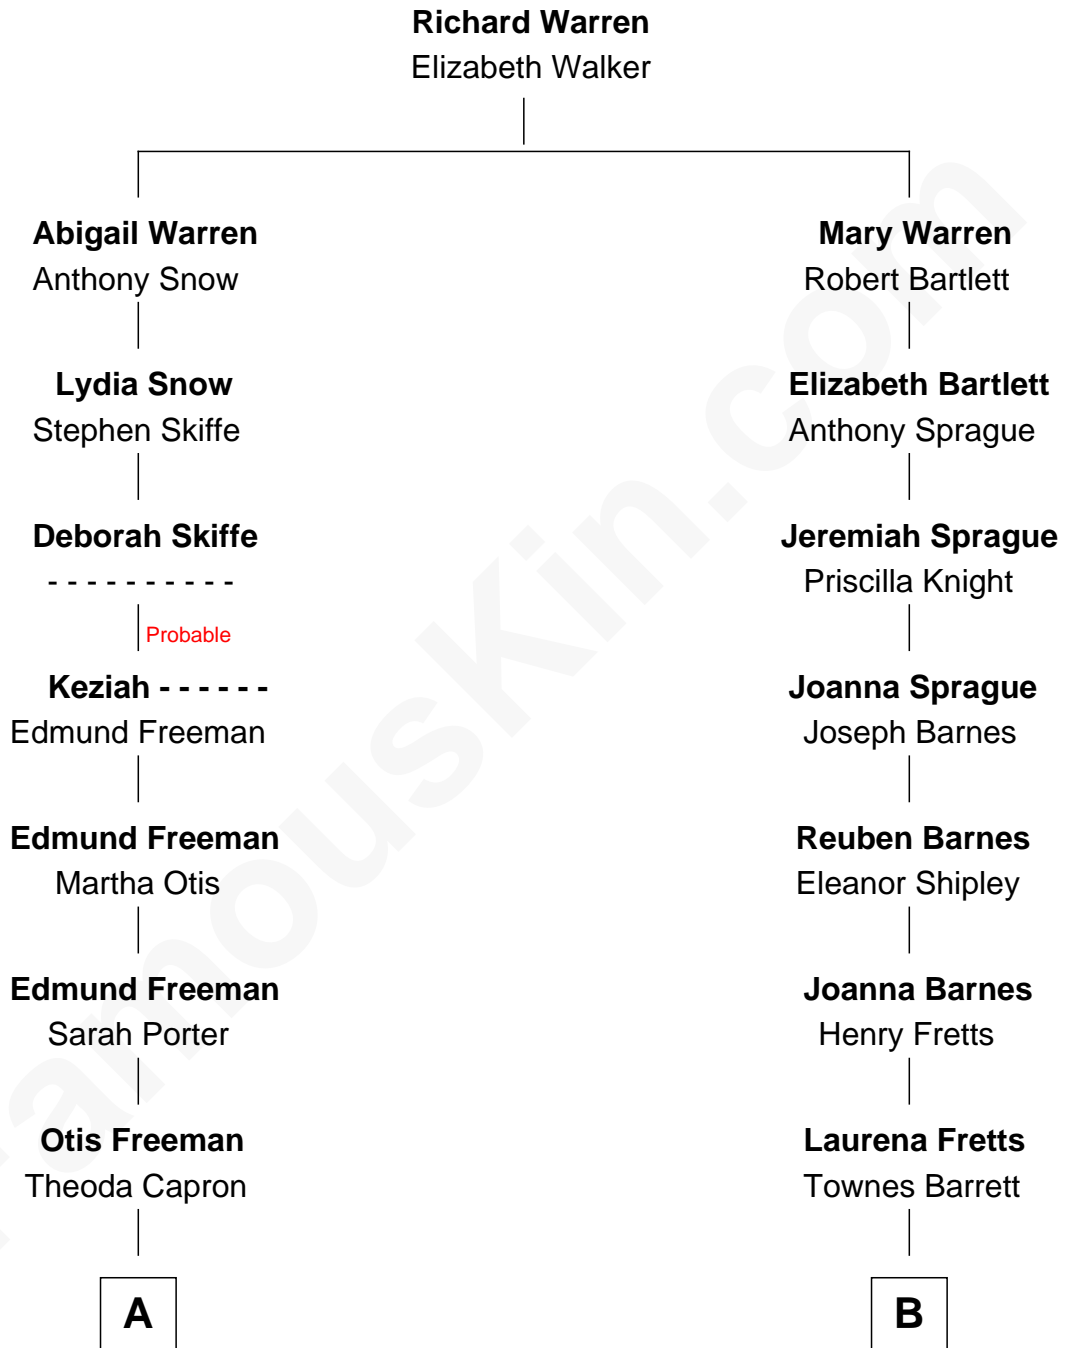 Richard Warren
Elizabeth Walker
Abigail Warren
Anthony Snow
Mary Warren
Robert Bartlett
Lydia Snow
Stephen Skiffe
Elizabeth Bartlett
Anthony Sprague
Deborah Skiffe
- - - - - - - - - -
Jeremiah Sprague
Priscilla Knight
Probable
Keziah - - - - - -
Edmund Freeman
Joanna Sprague
Joseph Barnes
Edmund Freeman
Martha Otis
Reuben Barnes
Eleanor Shipley
Edmund Freeman
Sarah Porter
Joanna Barnes
Henry Fretts
Otis Freeman
Theoda Capron
Laurena Fretts
Townes Barrett
A
B
FamousKin.com